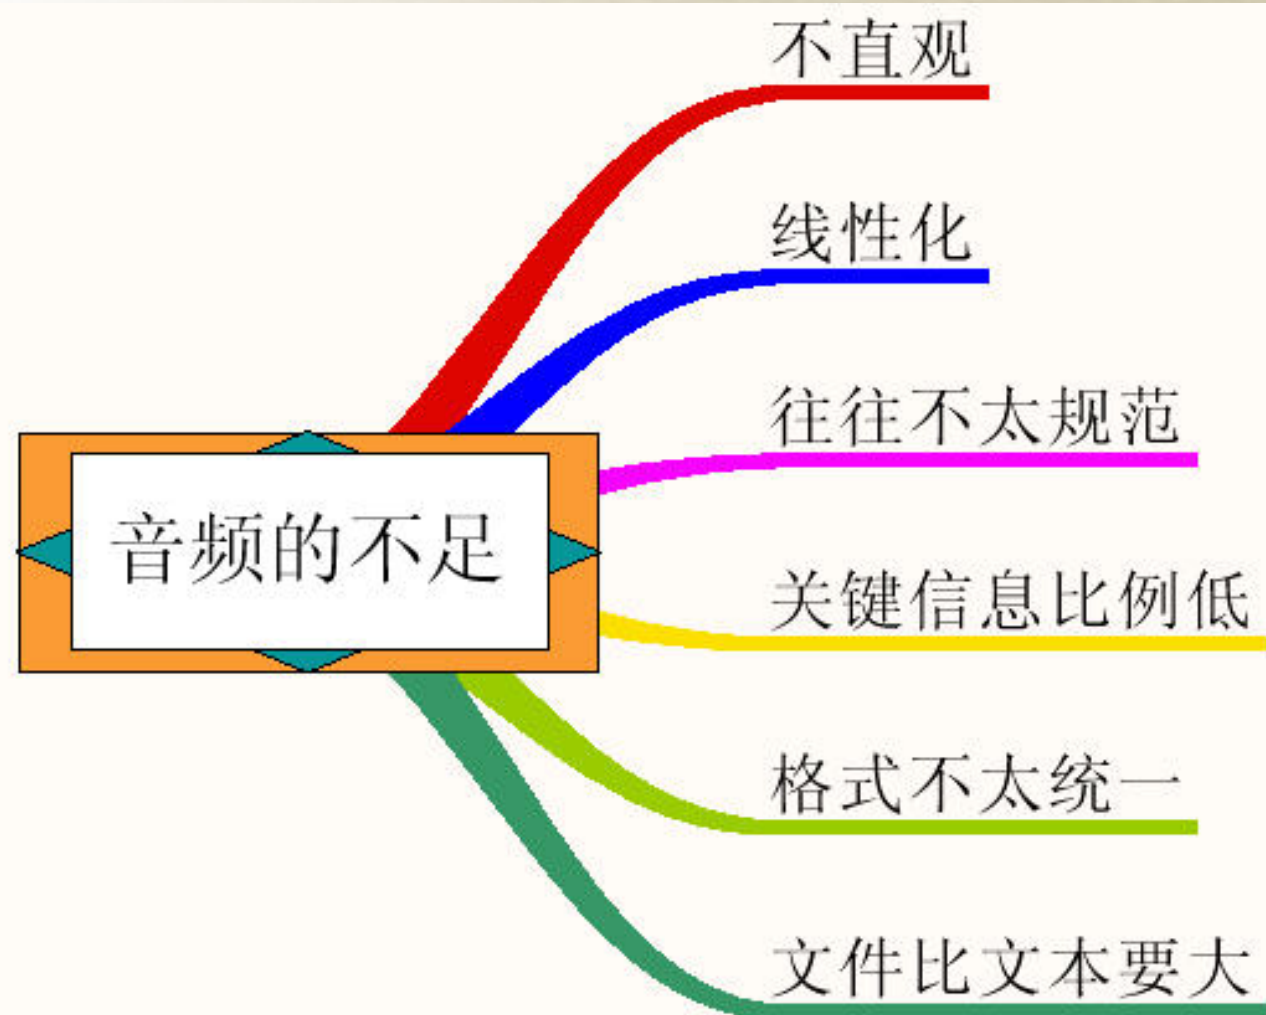 不直观
线性化
往往不太规范
音频的不足
关键信息比例低
格式不太统一
文件比文本要大